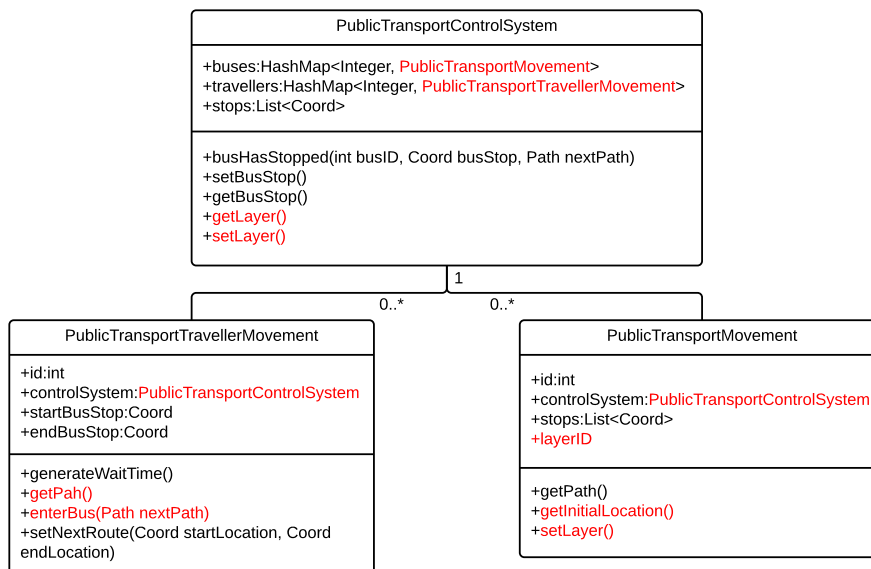 PublicTransportControlSystem
+buses:HashMap<Integer, PublicTransportMovement>
+travellers:HashMap<Integer, PublicTransportTravellerMovement>
+stops:List<Coord>
+busHasStopped(int busID, Coord busStop, Path nextPath)
+setBusStop()
+getBusStop()
+getLayer()
+setLayer()
1
0..*
0..*
PublicTransportTravellerMovement
+id:int
+controlSystem:PublicTransportControlSystem
+startBusStop:Coord
+endBusStop:Coord
+generateWaitTime()
+getPah()
+enterBus(Path nextPath)
+setNextRoute(Coord startLocation, Coord
endLocation)
PublicTransportMovement
+id:int
+controlSystem:PublicTransportControlSystem
+stops:List<Coord>
+layerID
+getPath()
+getInitialLocation()
+setLayer()